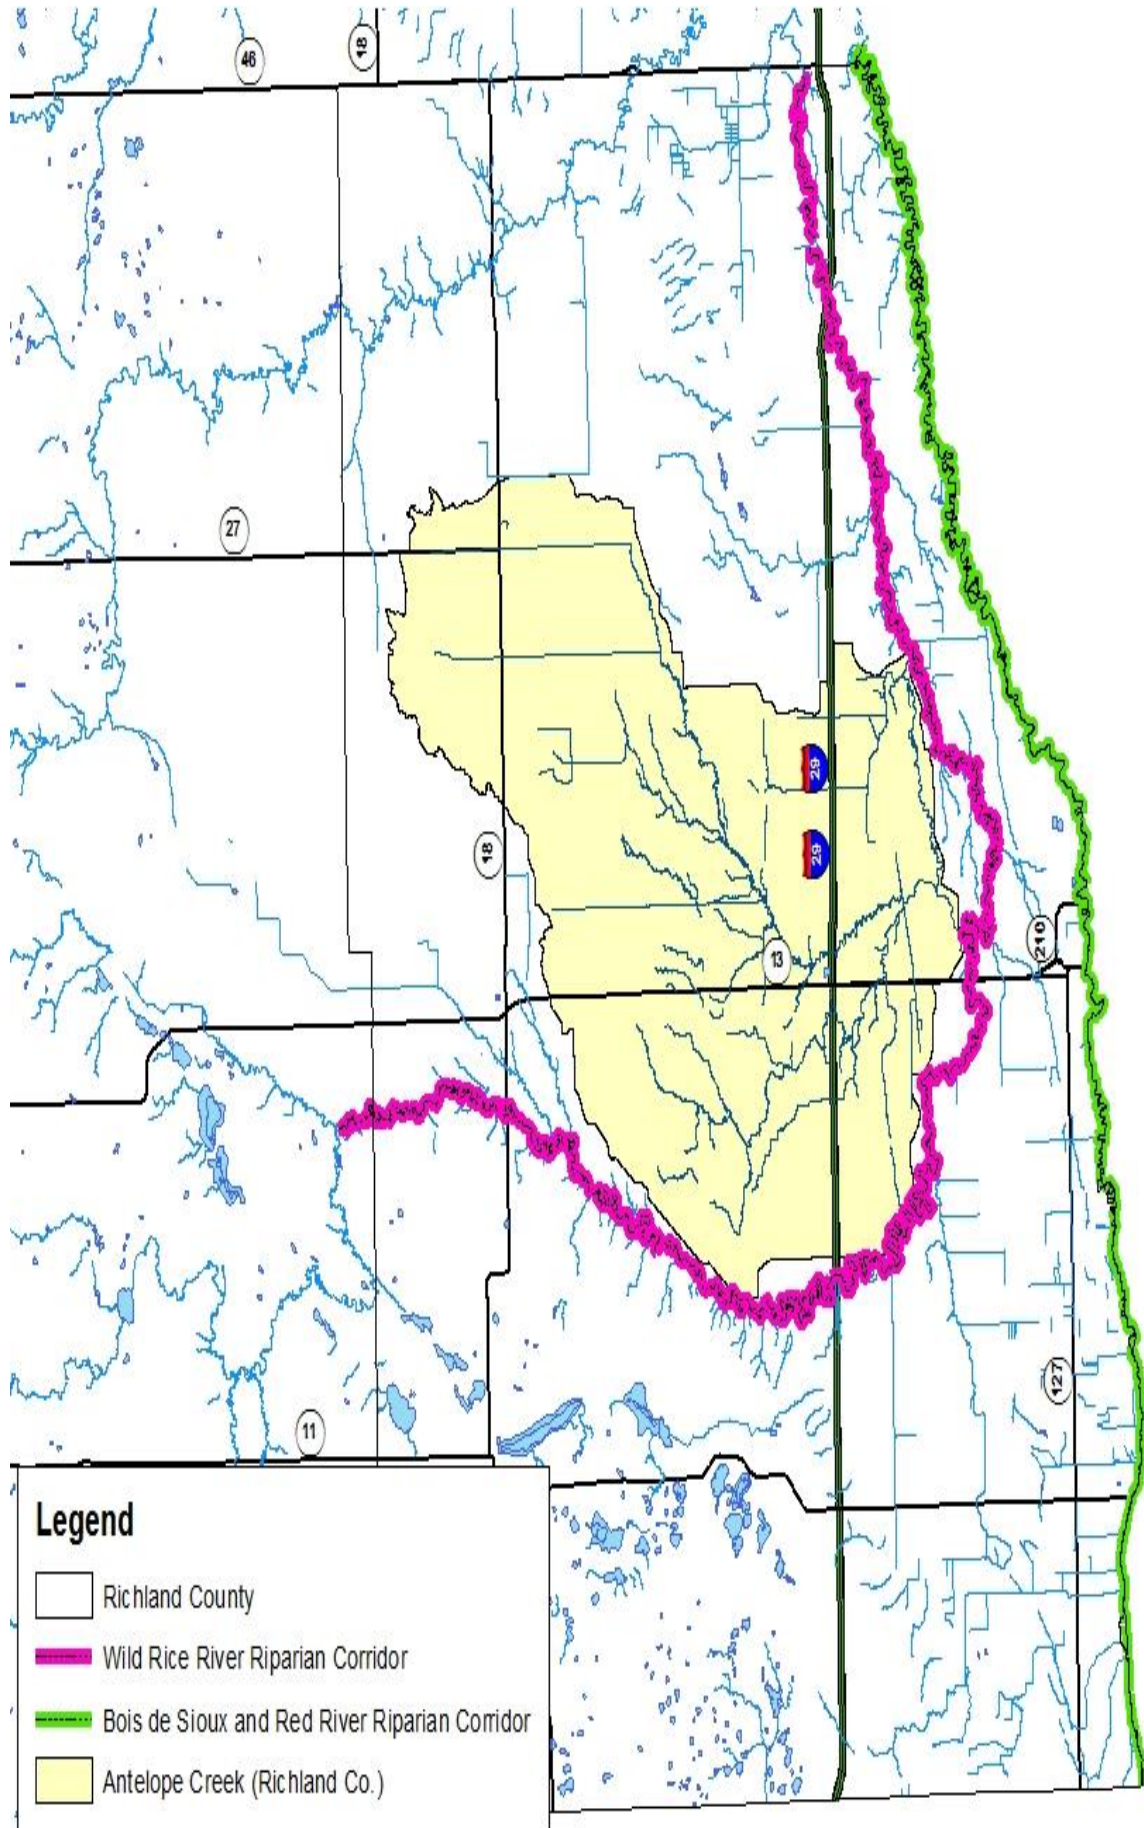 46
18
27
29
29
18
13
210
127
11
Legend
Richland County
Wild Rice River Riparian Corridor
Bois de Sioux and Red River Riparian Corridor
Antelope Creek (Richland Co.)